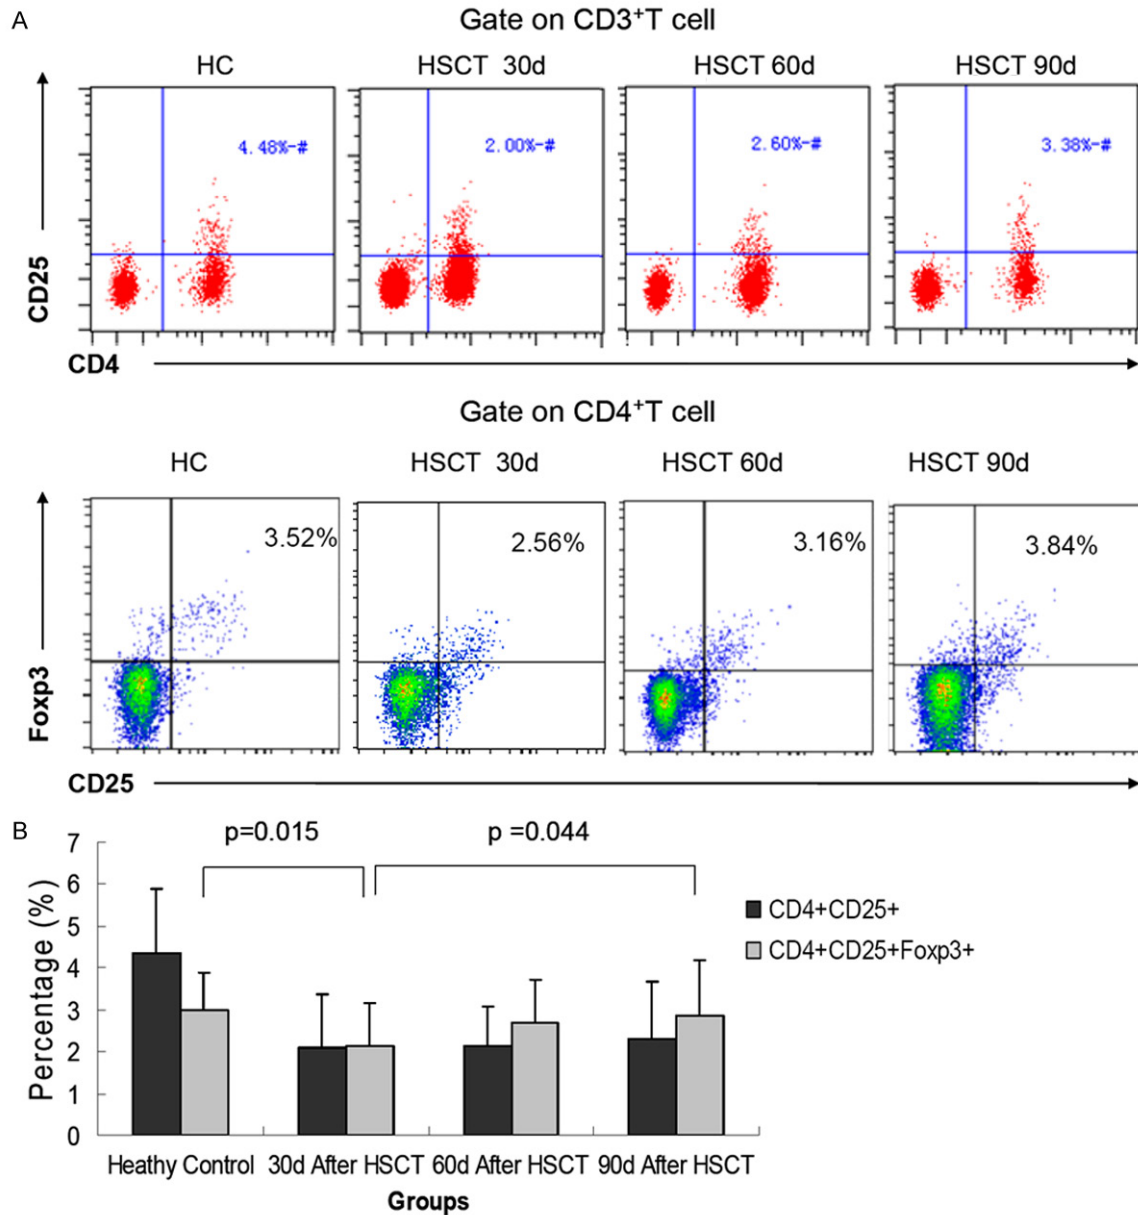 A
Gate on CD3+T cell
HC HSCT 30d HSCT 60d HSCT 90d
CD25
4.48%-# 2.00%-# 2.60%-# 3.38%-#
CD4
Gate on CD4+T cell
HC HSCT 30d HSCT 60d HSCT 90d
Foxp3
3.52% 2.56% 3.16% 3.84%
CD25
B
p=0.015 p =0.044
Percentage (%)
7
6
5
4
3
2
1
0
CD4+CD25+
CD4+CD25+Foxp3+
Heathy Control 30d After HSCT 60d After HSCT 90d After HSCT
Groups